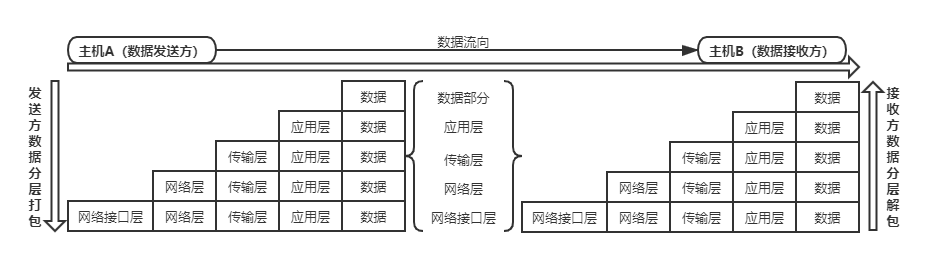 数据流向
主机A（数据发送方）
主机B（数据接收方）
发送方数据分层打包
数据
应用层 数据
传输层 应用层 数据
网络层 传输层 应用层 数据
网络接口层 网络层 传输层 应用层 数据
数据部分
应用层
传输层
网络层
网络接口层
数据
应用层 数据
传输层 应用层 数据
网络层 传输层 应用层 数据
网络接口层 网络层 传输层 应用层 数据
接收方数据分层解包